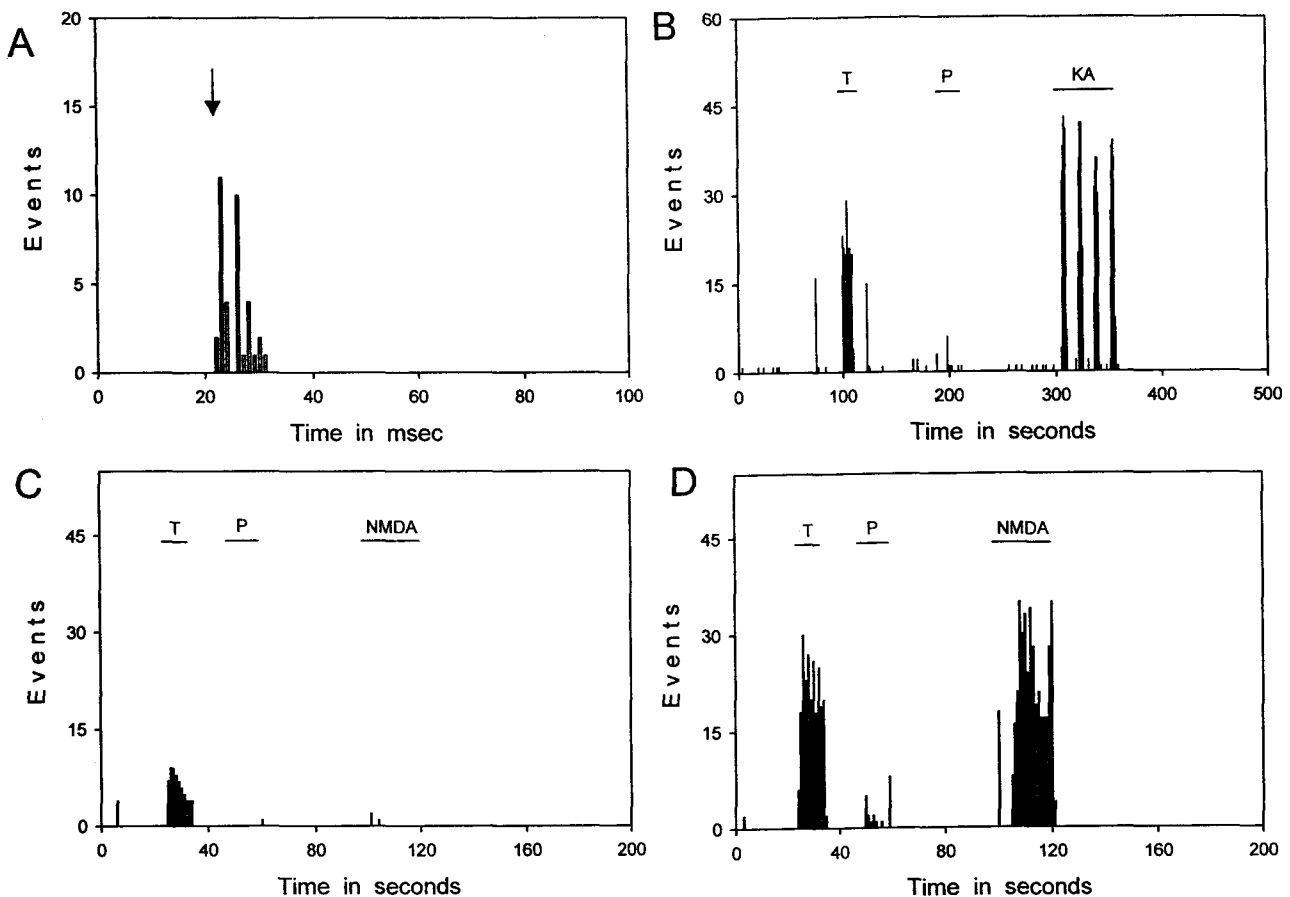 A
20
15
10
5
0
Events
0 20 40 60 80 100
Time in msec
B
60
45
30
15
0
Events
T P KA
0 100 200 300 400 500
Time in seconds
C
45
30
15
0
Events
T P NMDA
0 40 80 120 160 200
Time in seconds
D
45
30
15
0
Events
T P NMDA
0 40 80 120 160 200
Time in seconds